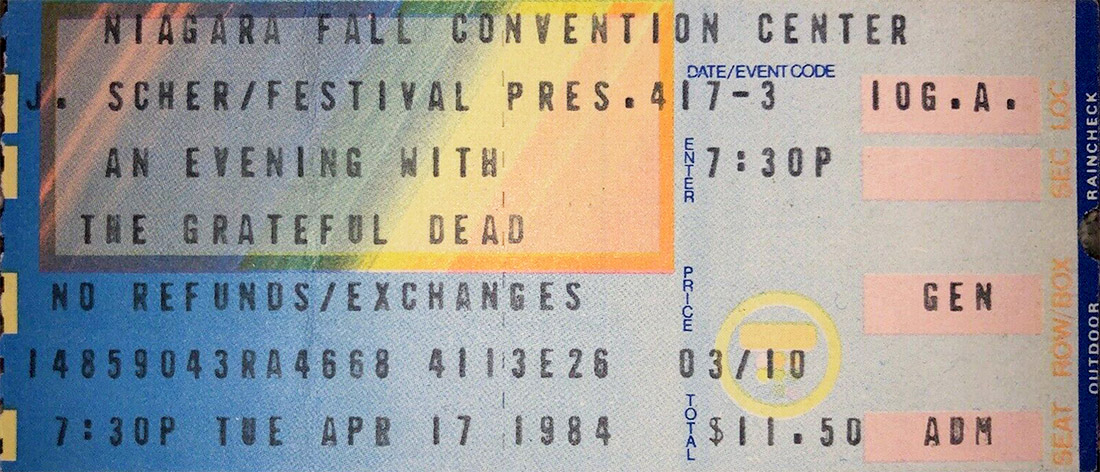 NIAGARA FALL CONVENTION CENTER
DATE/EVENT CODE
J. SCHER/FESTIVAL PRES. 417-3 10G.A.
AN EVENING WITH ENTER 7:30P
THE GRATEFUL DEAD
NO REFUNDS/EXCHANGES PRICE GEN
14859043RA4668 4113E26 03/10
7:30P TUE APR 17 1984 TOTAL $11.50 ADM
SEC LOC
ROW/BOX
SEAT
RAINCHECK
OUTDOOR